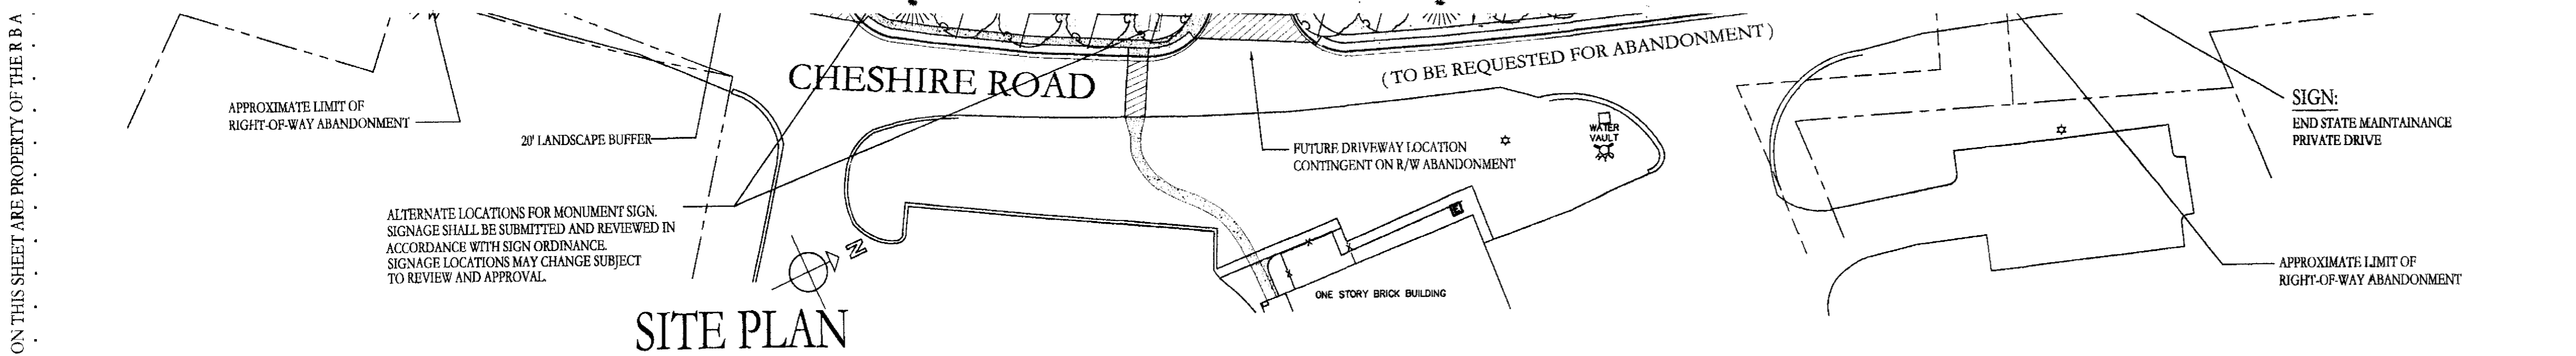 ON THIS SHEET ARE PROPERTY OF THE R B A
APPROXIMATE LIMIT OF
RIGHT-OF-WAY ABANDONMENT
20' LANDSCAPE BUFFER
CHESHIRE ROAD
( TO BE REQUESTED FOR ABANDONMENT )
SIGN:
END STATE MAINTAINANCE
PRIVATE DRIVE
WATER
VAULT
FUTURE DRIVEWAY LOCATION
CONTINGENT ON R/W ABANDONMENT
ALTERNATE LOCATIONS FOR MONUMENT SIGN.
SIGNAGE SHALL BE SUBMITTED AND REVIEWED IN
ACCORDANCE WITH SIGN ORDINANCE.
SIGNAGE LOCATIONS MAY CHANGE SUBJECT
TO REVIEW AND APPROVAL.
N
ONE STORY BRICK BUILDING
APPROXIMATE LIMIT OF
RIGHT-OF-WAY ABANDONMENT
SITE PLAN